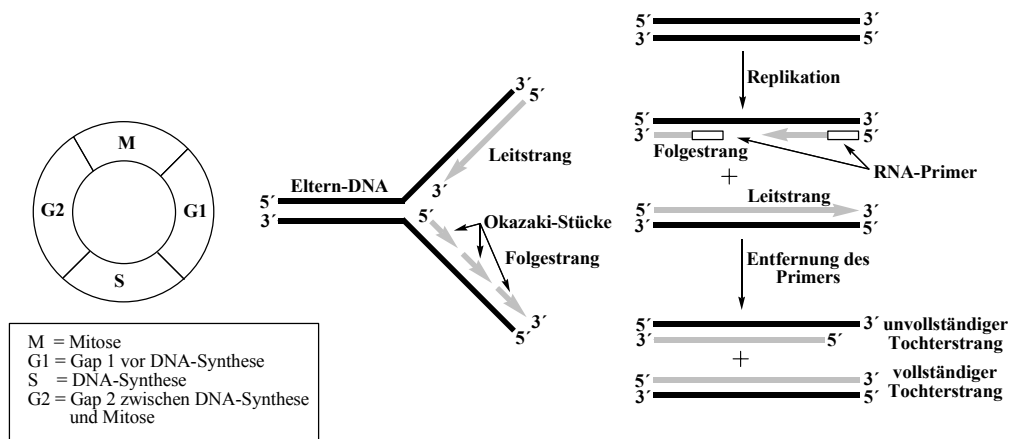 M
G2
G1
S
M = Mitose
G1 = Gap 1 vor DNA-Synthese
S = DNA-Synthese
G2 = Gap 2 zwischen DNA-Synthese
und Mitose
3´
5´
Leitstrang
3´
Eltern-DNA
5´
3´
5´
Okazaki-Stücke
Folgestrang
3´
5´
5´ 3´
3´ 5´
Replikation
5´ 3´
3´ 5´
Folgestrang
RNA-Primer
+
Leitstrang
5´ 3´
3´ 5´
Entfernung des
Primers
5´ 3´
3´ 5´
unvollständiger
Tochterstrang
+
5´ 3´
3´ 5´
vollständiger
Tochterstrang